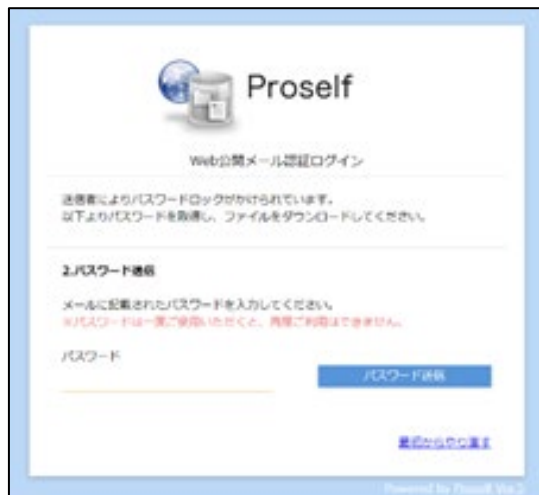 Proself
Web公開メール認証ログイン
送信者によりパスワードロックがかけられています。
以下よりパスワードを取得し、ファイルをダウンロードしてください。
2.パスワード送信
メールに記載されたパスワードを入力してください。
※パスワードは一度ご使用いただくと、再度ご利用はできません。
パスワード
パスワード送信
最初からやり直す
Powered by Proself Ver.5